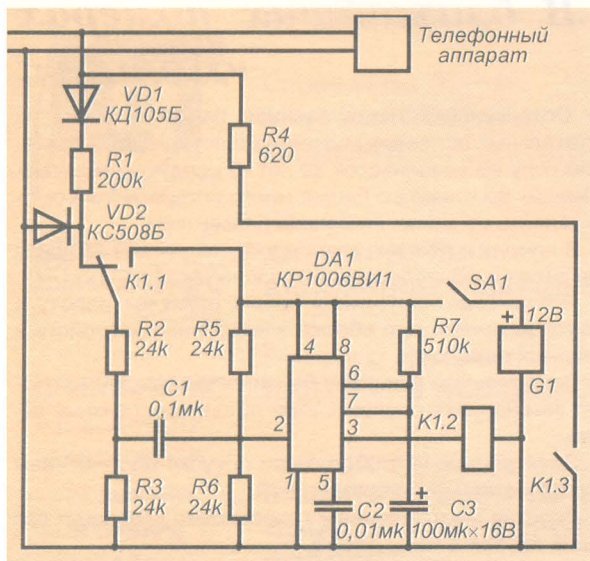 Телефонный
аппарат
VD1
КД105Б
R1
200k
R4
620
VD2
КС508Б
K1.1
DA1
КР1006ВИ1
SA1
R2
24k
R5
24k
4
8
R7
510k
+
12В
G1
6
7
C1
0,1мк
2
3
K1.2
R3
24k
R6
24k
1
5
C2
0,01мк
+
C3
100мк×16В
K1.3